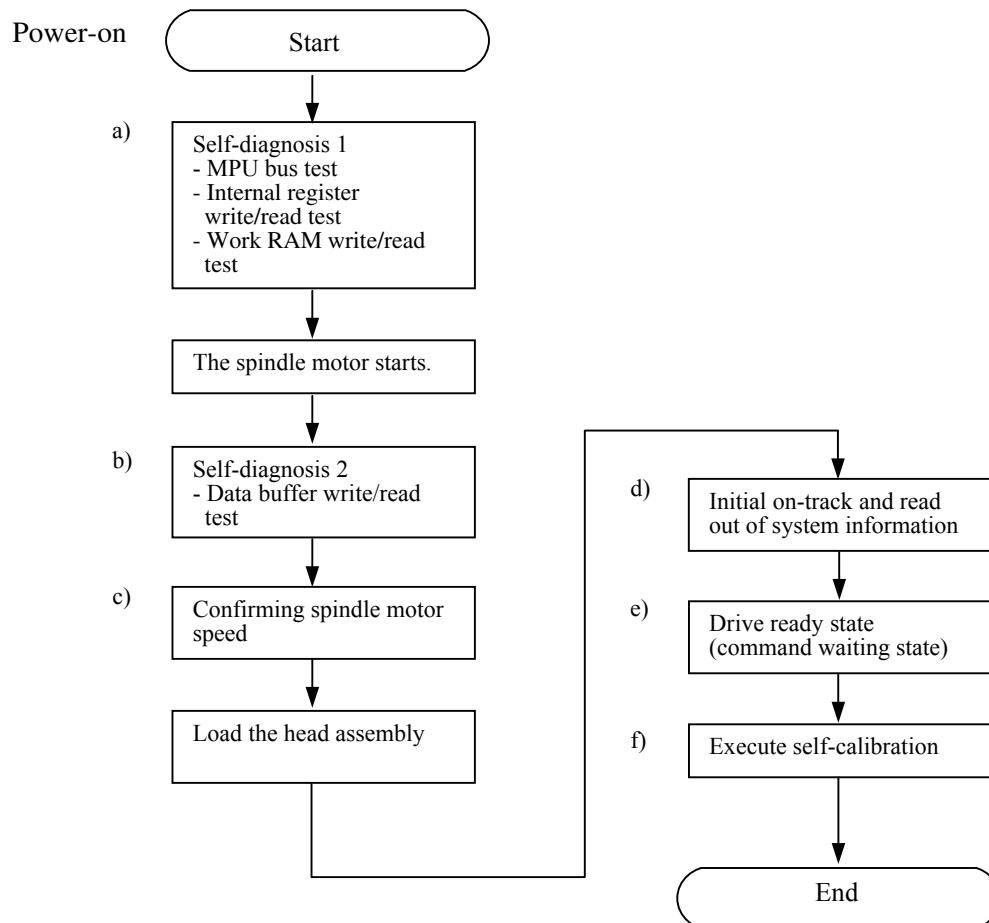 Power-on
Start
a)
Self-diagnosis 1
- MPU bus test
- Internal register
write/read test
- Work RAM write/read
test
The spindle motor starts.
b)
Self-diagnosis 2
- Data buffer write/read
test
c)
Confirming spindle motor
speed
Load the head assembly
d)
Initial on-track and read
out of system information
e)
Drive ready state
(command waiting state)
f)
Execute self-calibration
End